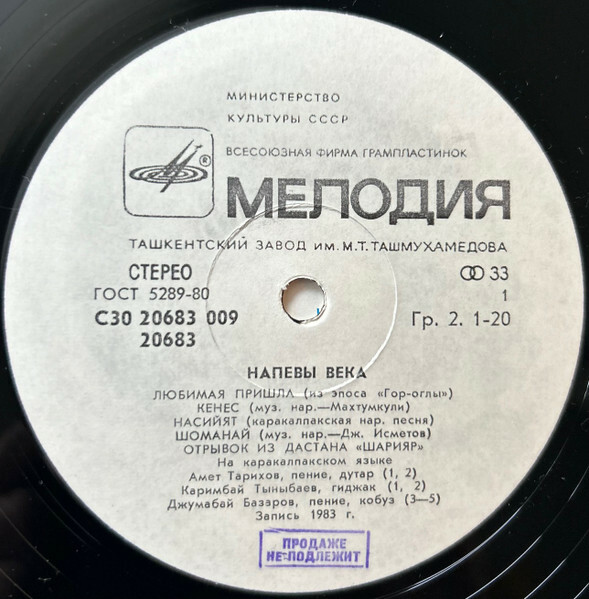 МИНИСТЕРСТВО
КУЛЬТУРЫ СССР
ВСЕСОЮЗНАЯ ФИРМА ГРАМПЛАСТИНОК
®
МЕЛОДИЯ
ТАШКЕНТСКИЙ ЗАВОД ИМ. М.Т. ТАШМУХАМЕДОВА
СТЕРЕО
33
ГОСТ 5289-80
1
С30 20683 009
Гр. 2. 1-20
20683
НАПЕВЫ ВЕКА
ЛЮБИМАЯ ПРИШЛА (из эпоса «Гор-оглы»)
КЕНЕС (муз. нар.—Махтумкули)
НАСИЙЯТ (каракалпакская нар. песня)
ШОМАНАЙ (муз. нар.—Дж. Исметов)
ОТРЫВОК ИЗ ДАСТАНА «ШАРИЯР»
На каракалпакском языке
Амет Тарихов, пение, дутар (1, 2)
Каримбай Тыныбаев, гиджак (1, 2)
Джумабай Базаров, пение, кобуз (3—5)
Запись 1983 г.
ПРОДАЖЕ
НЕ-ПОДЛЕЖИТ